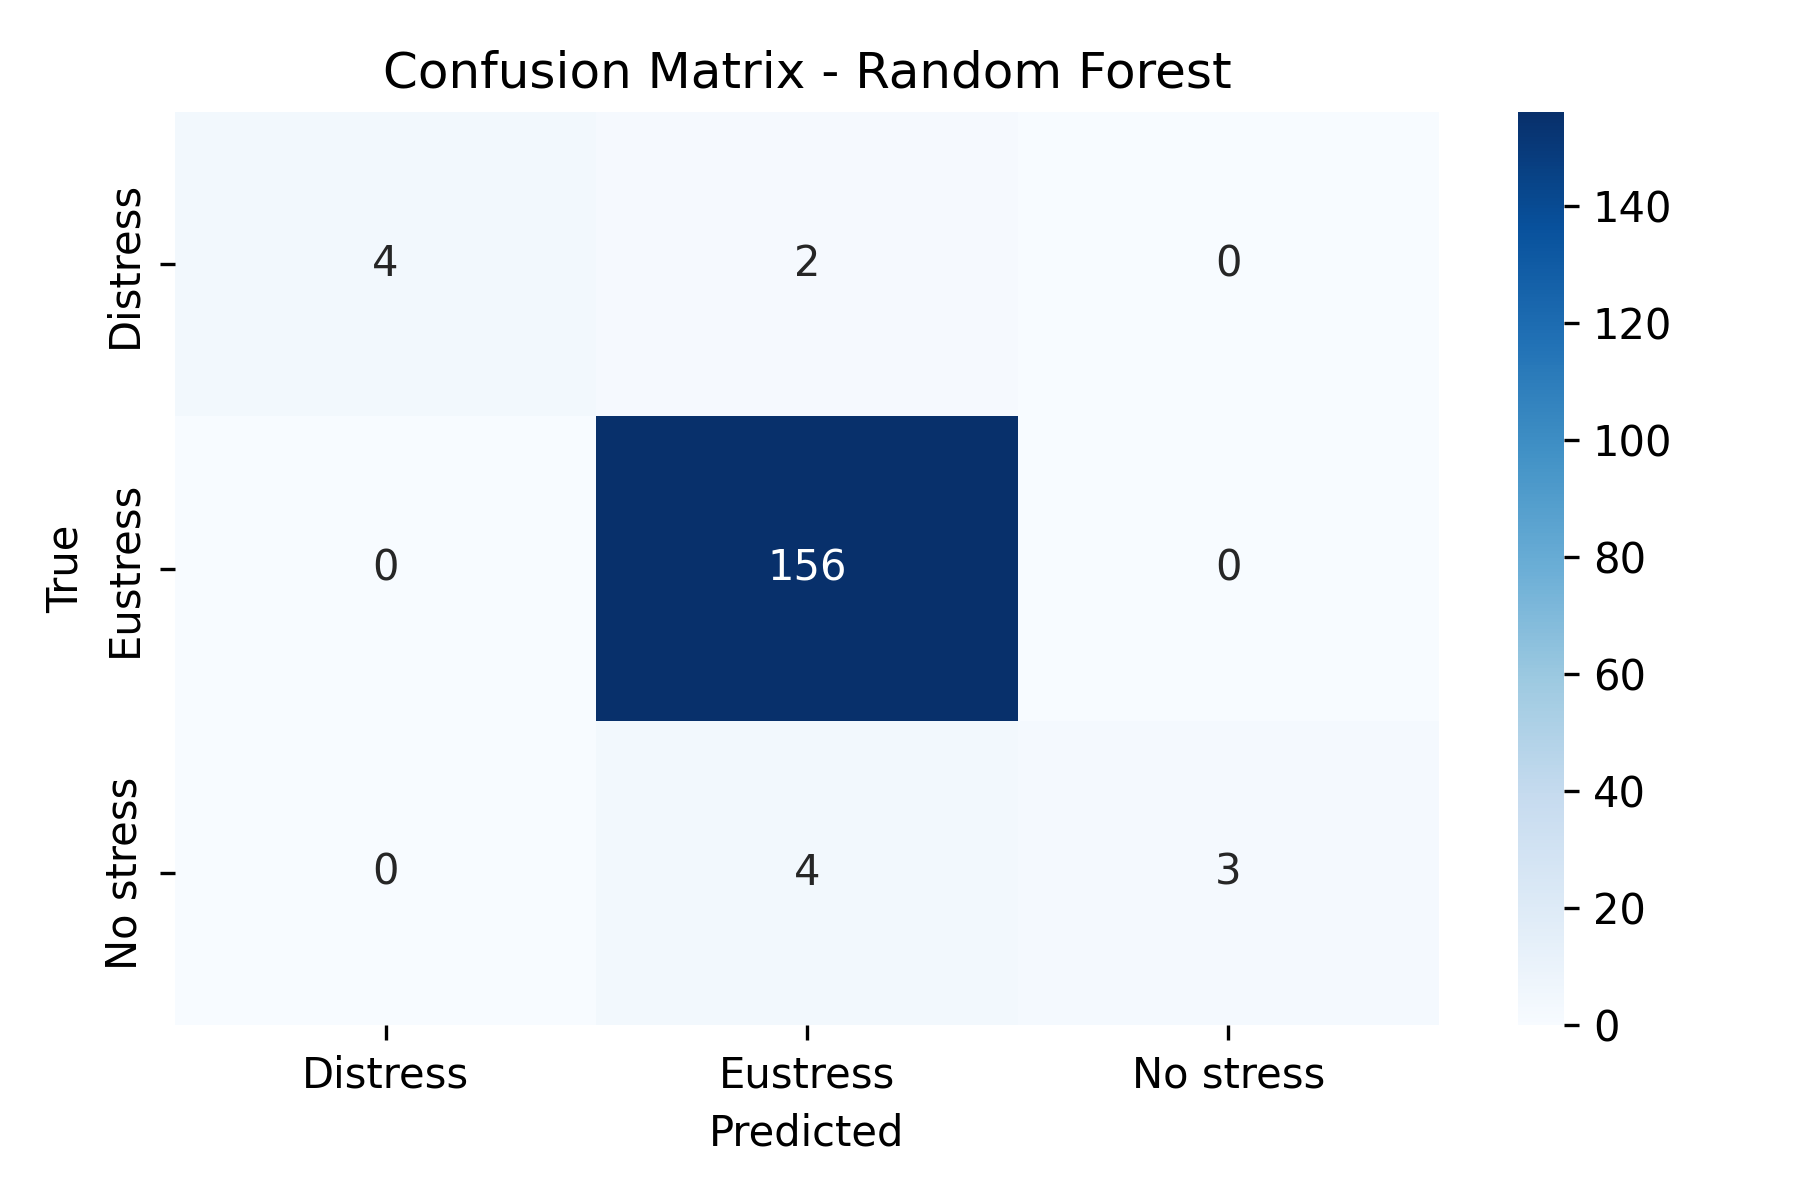 Confusion Matrix - Random Forest
True
Distress
4 2 0
Eustress
0 156 0
No stress
0 4 3
Distress Eustress No stress
Predicted
140
120
100
80
60
40
20
0